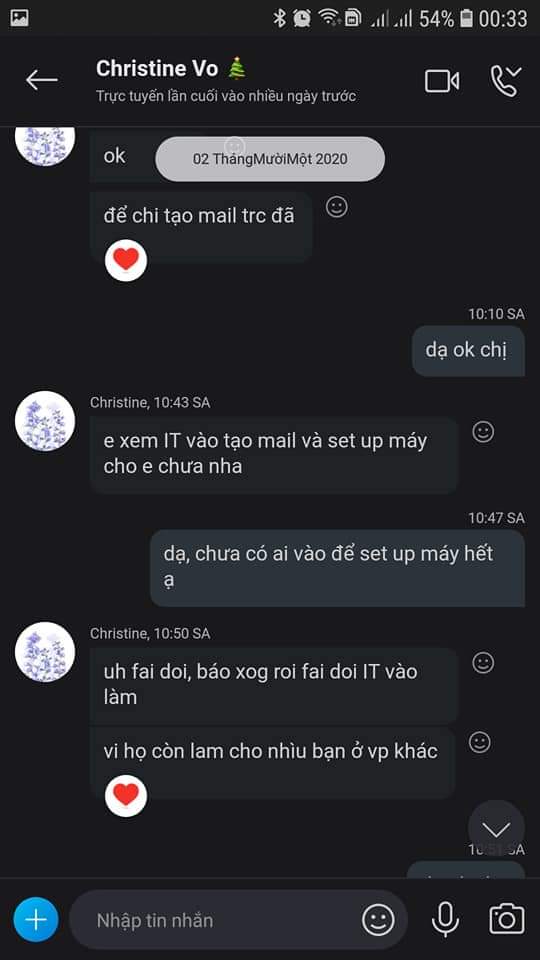 54% 00:33
Christine Vo
Trực tuyến lần cuối vào nhiều ngày trước
ok
02 ThángMườiMột 2020
để chi tạo mail trc đã
10:10 SA
dạ ok chị
Christine, 10:43 SA
e xem IT vào tạo mail và set up máy
cho e chưa nha
10:47 SA
dạ, chưa có ai vào để set up máy hết
ạ
Christine, 10:50 SA
uh fai doi, báo xog roi fai doi IT vào
làm
vi họ còn lam cho nhìu bạn ở vp khác
10:51 SA
Nhập tin nhắn